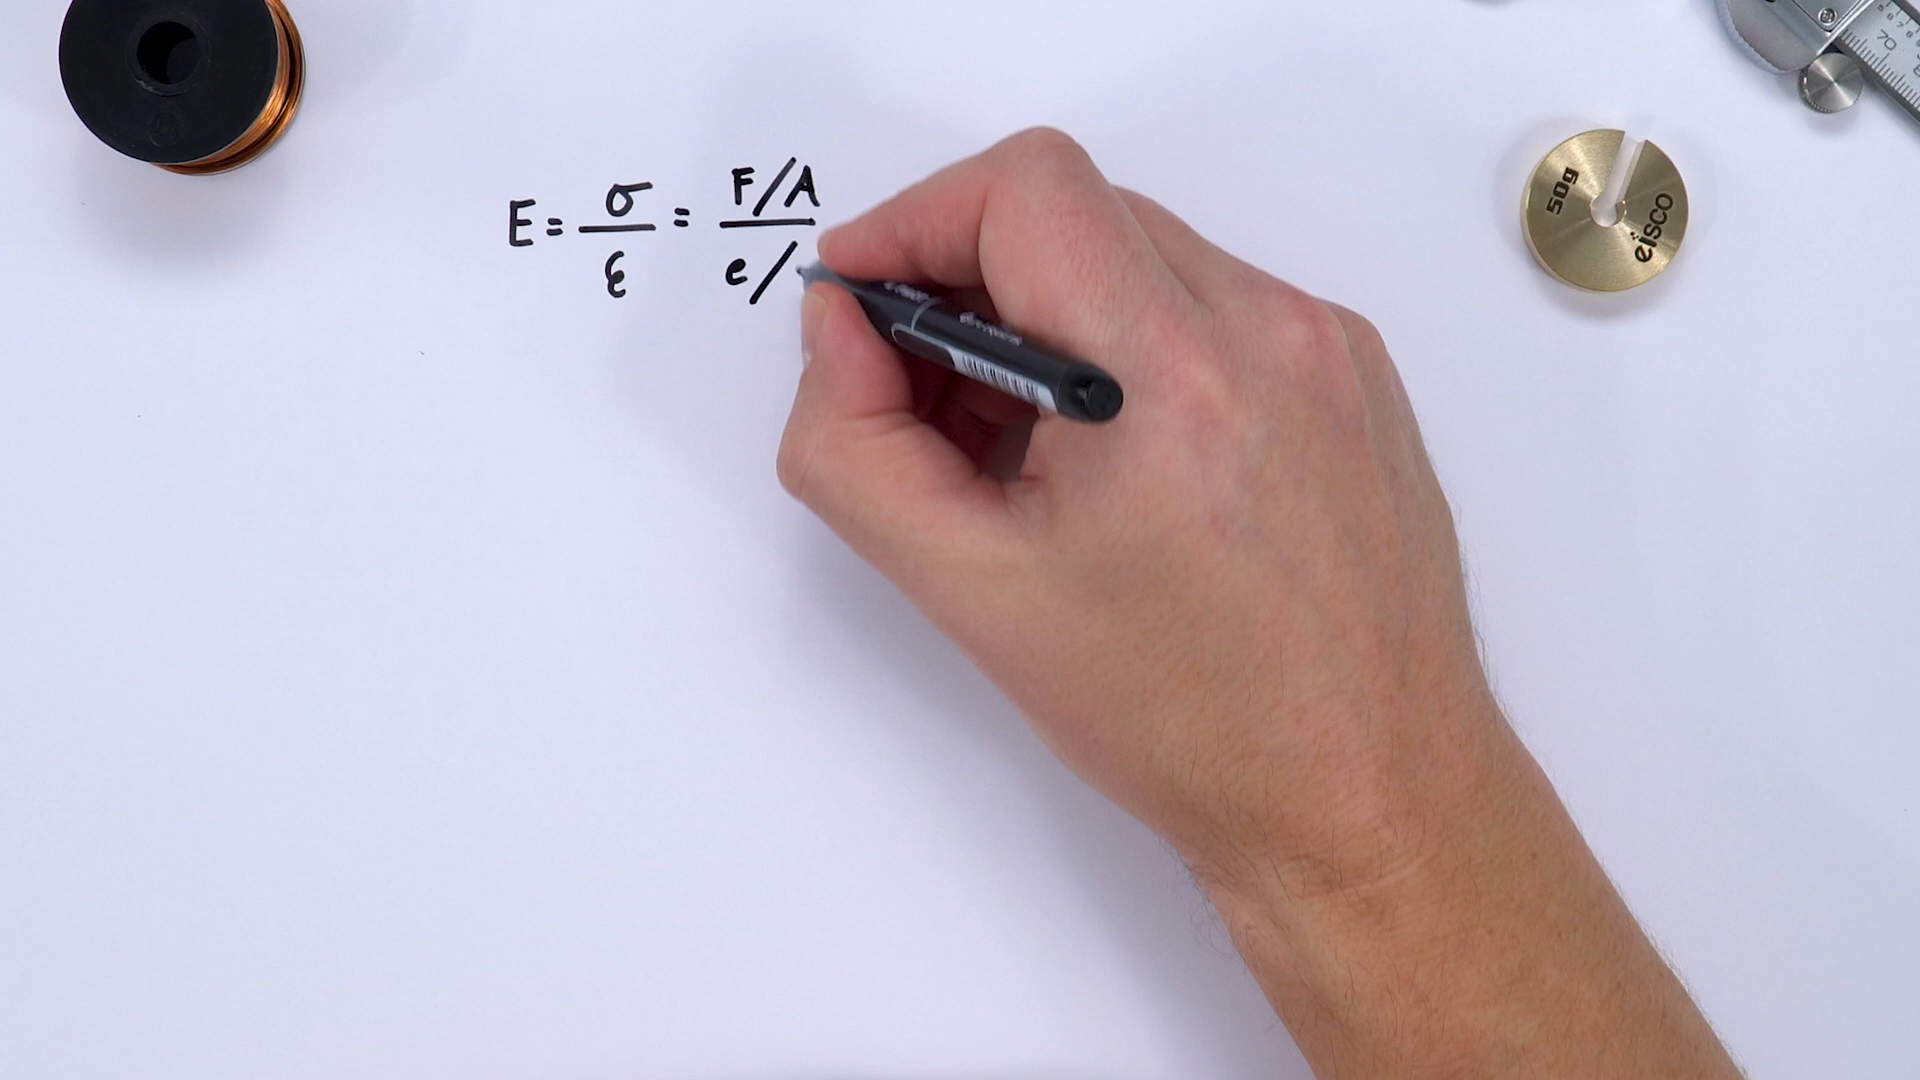 E = σ/ε = F/A / e/
50g
eisco
70